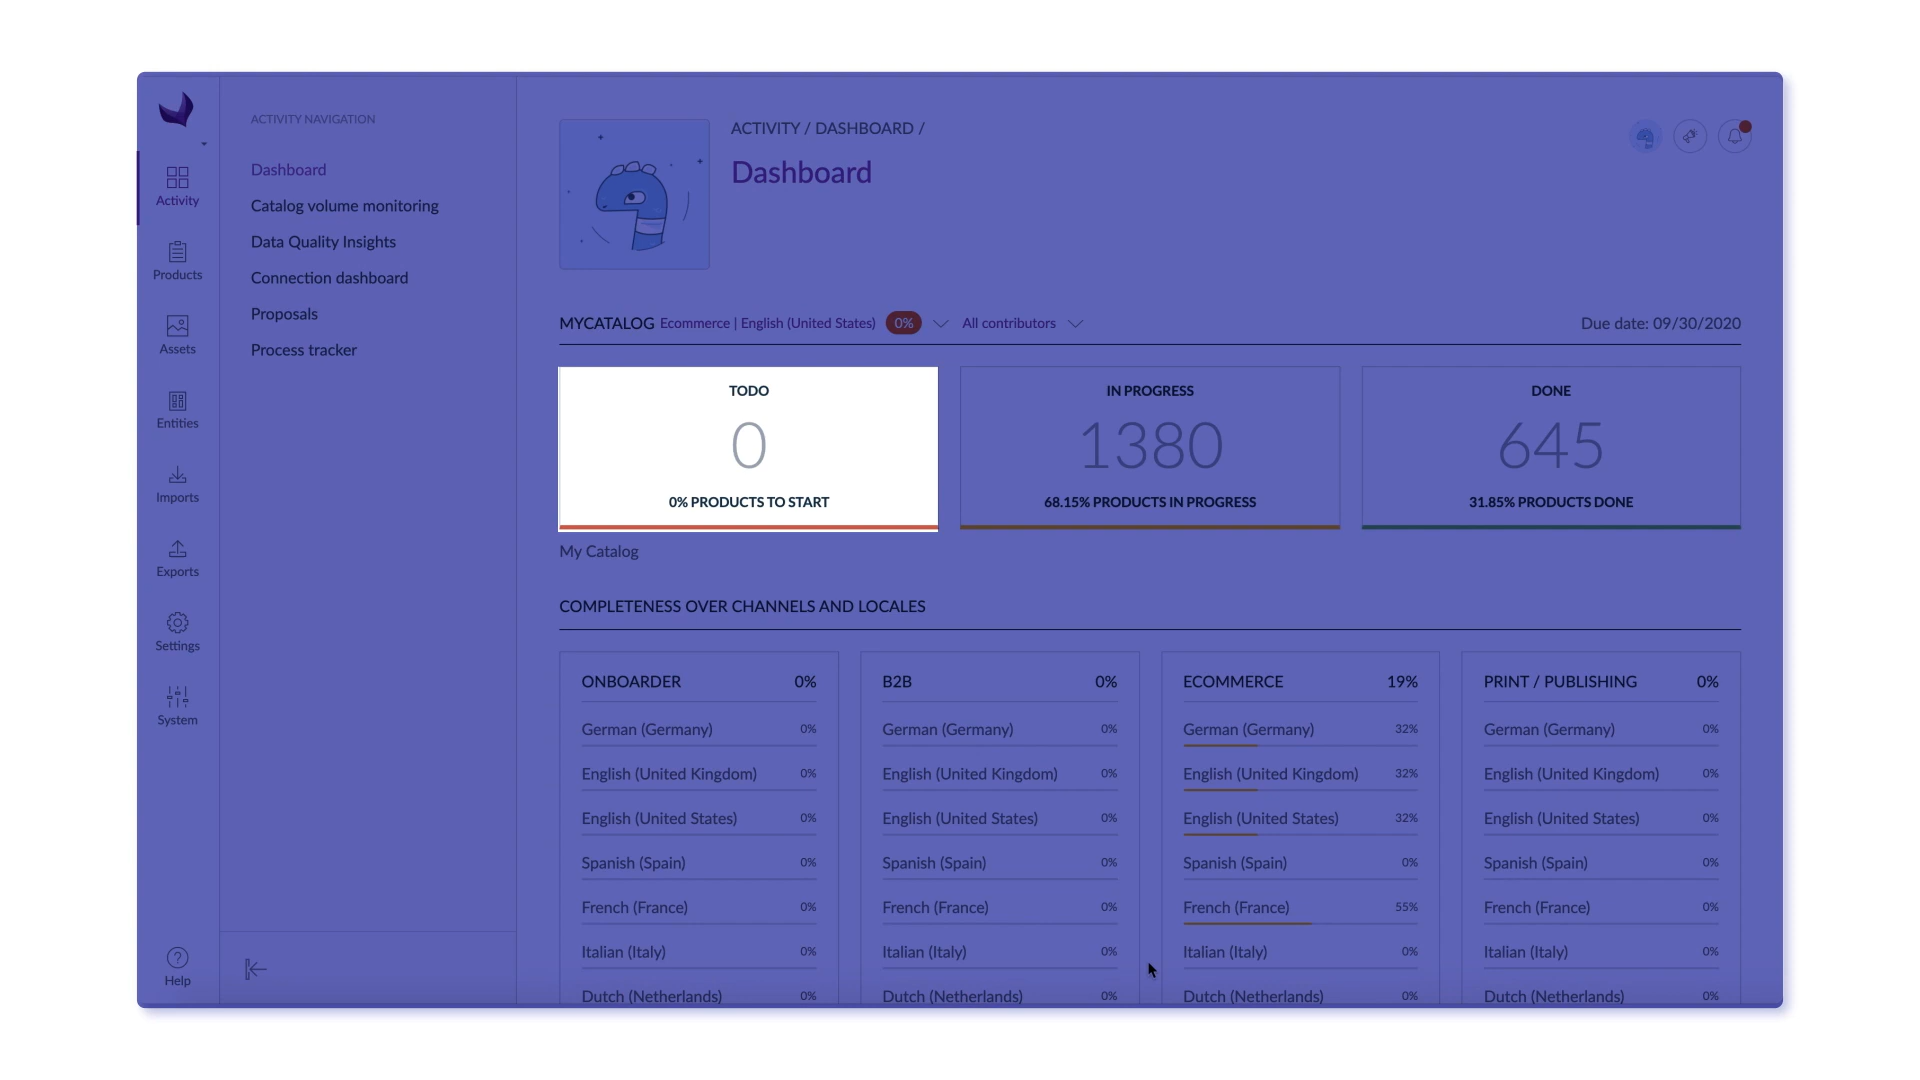 ACTIVITY NAVIGATION
Dashboard
Catalog volume monitoring
Data Quality Insights
Connection dashboard
Proposals
Process tracker
Activity
Products
Assets
Entities
Imports
Exports
Settings
System
Help
ACTIVITY / DASHBOARD /
Dashboard
MYCATALOG Ecommerce | English (United States) 0% All contributors Due date: 09/30/2020
TODO
0
0% PRODUCTS TO START
IN PROGRESS
1380
68.15% PRODUCTS IN PROGRESS
DONE
645
31.85% PRODUCTS DONE
My Catalog
COMPLETENESS OVER CHANNELS AND LOCALES
ONBOARDER 0%
German (Germany) 0%
English (United Kingdom) 0%
English (United States) 0%
Spanish (Spain) 0%
French (France) 0%
Italian (Italy) 0%
Dutch (Netherlands) 0%
B2B 0%
German (Germany) 0%
English (United Kingdom) 0%
English (United States) 0%
Spanish (Spain) 0%
French (France) 0%
Italian (Italy) 0%
Dutch (Netherlands) 0%
ECOMMERCE 19%
German (Germany) 32%
English (United Kingdom) 32%
English (United States) 32%
Spanish (Spain) 0%
French (France) 55%
Italian (Italy) 0%
Dutch (Netherlands) 0%
PRINT / PUBLISHING 0%
German (Germany) 0%
English (United Kingdom) 0%
English (United States) 0%
Spanish (Spain) 0%
French (France) 0%
Italian (Italy) 0%
Dutch (Netherlands) 0%